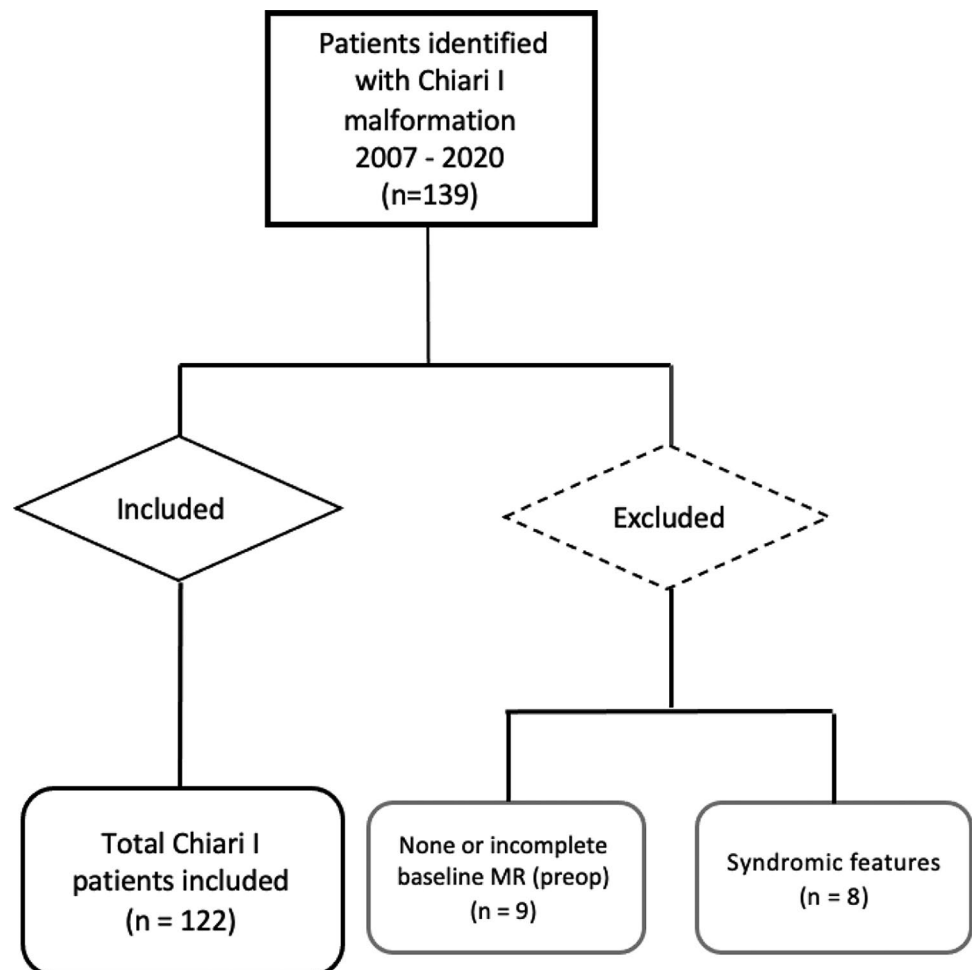 Patients identified
with Chiari I
malformation
2007 - 2020
(n=139)
Included
Excluded
Total Chiari I
patients included
(n = 122)
None or incomplete
baseline MR (preop)
(n = 9)
Syndromic features
(n = 8)